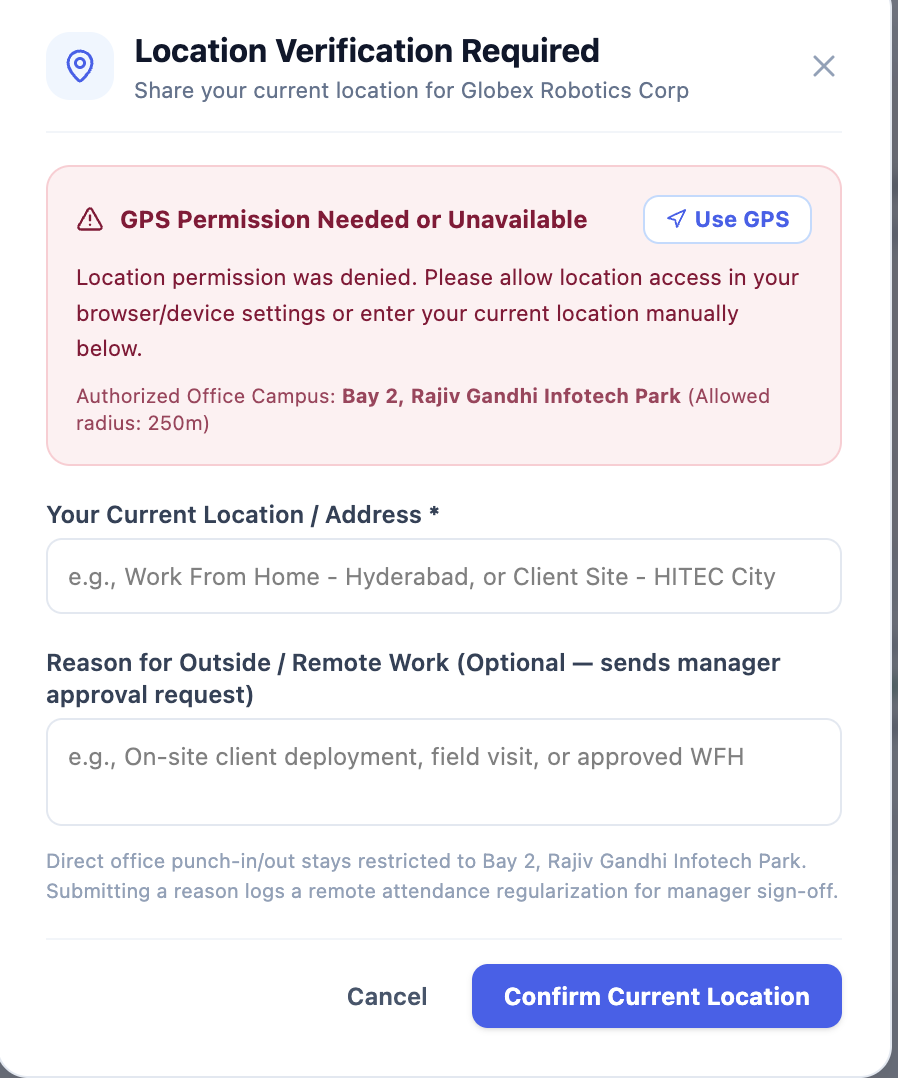 Location Verification Required
Share your current location for Globex Robotics Corp
GPS Permission Needed or Unavailable
Use GPS
Location permission was denied. Please allow location access in your
browser/device settings or enter your current location manually
below.
Authorized Office Campus: Bay 2, Rajiv Gandhi Infotech Park (Allowed
radius: 250m)
Your Current Location / Address *
e.g., Work From Home - Hyderabad, or Client Site - HITEC City
Reason for Outside / Remote Work (Optional — sends manager
approval request)
e.g., On-site client deployment, field visit, or approved WFH
Direct office punch-in/out stays restricted to Bay 2, Rajiv Gandhi Infotech Park.
Submitting a reason logs a remote attendance regularization for manager sign-off.
Cancel
Confirm Current Location